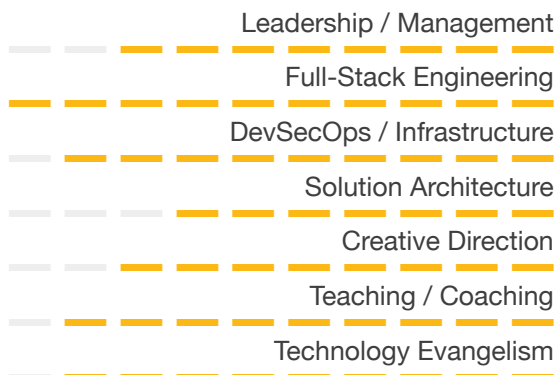 Leadership / Management
Full-Stack Engineering
DevSecOps / Infrastructure
Solution Architecture
Creative Direction
Teaching / Coaching
Technology Evangelism